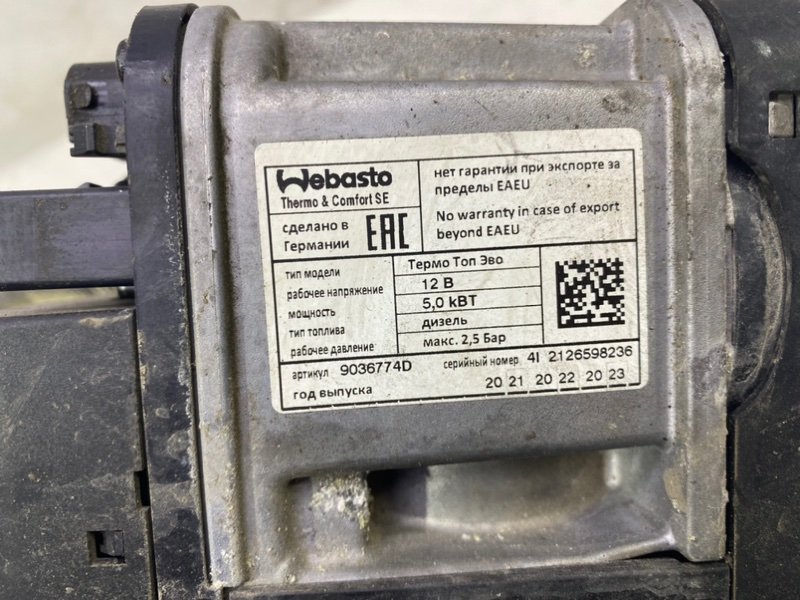 Webasto
Thermo & Comfort SE
сделано в
Германии
EAC
нет гарантии при экспорте за
пределы EAEU
No warranty in case of export
beyond EAEU
тип модели Термо Топ Эво
рабочее напряжение 12 В
мощность 5,0 кВТ
тип топлива дизель
рабочее давление макс. 2,5 Бар
артикул 9036774D серийный номер 4I 2126598236
год выпуска 20 21 20 22 20 23